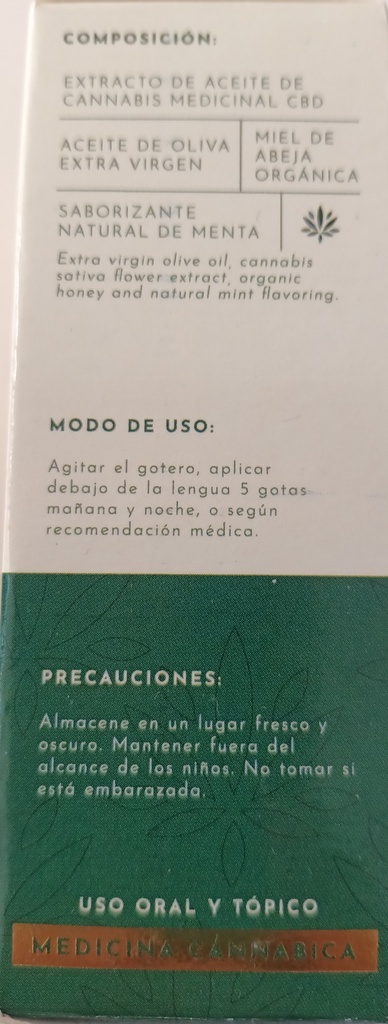 COMPOSICIÓN:
EXTRACTO DE ACEITE DE
CANNABIS MEDICINAL CBD
ACEITE DE OLIVA
EXTRA VIRGEN
MIEL DE
ABEJA
ORGÁNICA
SABORIZANTE
NATURAL DE MENTA
Extra virgin olive oil, cannabis
sativa flower extract, organic
honey and natural mint flavoring.
MODO DE USO:
Agitar el gotero, aplicar
debajo de la lengua 5 gotas
mañana y noche, o según
recomendación médica.
PRECAUCIONES:
Almacene en un lugar fresco y
oscuro. Mantener fuera del
alcance de los niños. No tomar si
está embarazada.
USO ORAL Y TÓPICO
MEDICINA CANNABICA